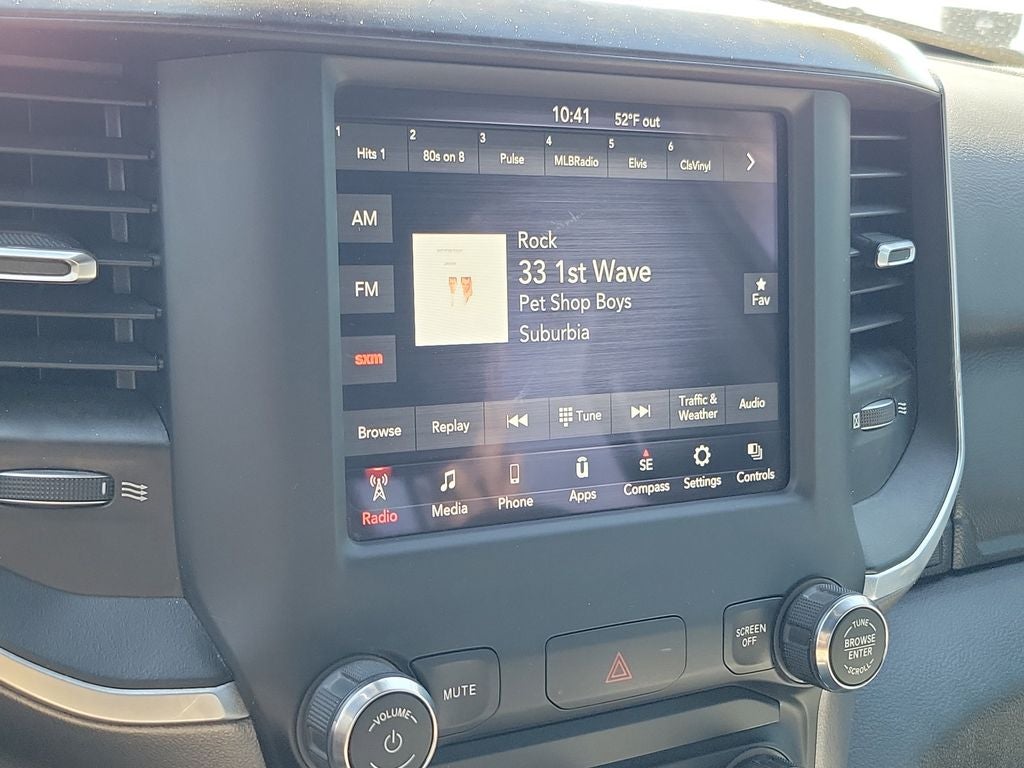 10:41 52°F out
1 Hits 1 2 80s on 8 3 Pulse 4 MLBRadio 5 Elvis 6 ClsVinyl
AM
FM
sxm
Rock
33 1st Wave
Pet Shop Boys
Suburbia
Fav
Browse Replay Tune Traffic & Weather Audio
Radio Media Phone Apps SE Compass Settings Controls
MUTE
SCREEN OFF
VOLUME
TUNE
BROWSE
ENTER
SCROLL